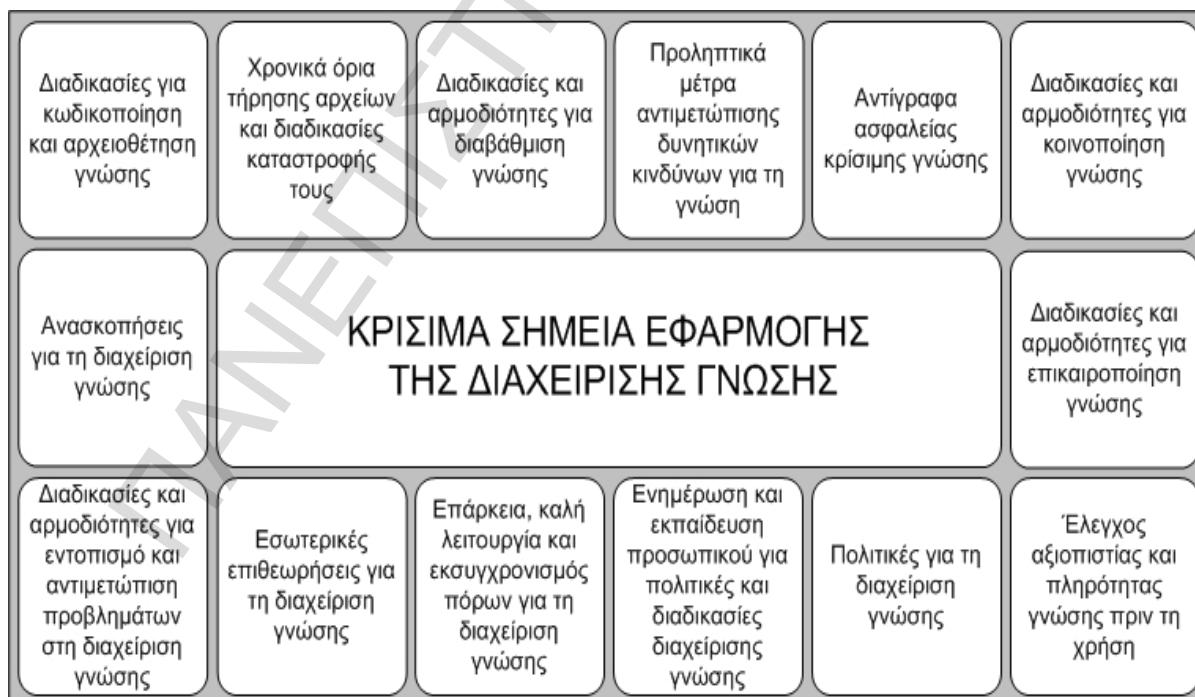 Διαδικασίες για
κωδικοποίηση
και αρχειοθέτηση
γνώσης
Χρονικά όρια
τήρησης αρχείων
και διαδικασίες
καταστροφής
τους
Διαδικασίες και
αρμοδιότητες για
διαβάθμιση
γνώσης
Προληπτικά
μέτρα
αντιμετώπισης
δυνητικών
κινδύνων για τη
γνώση
Αντίγραφα
ασφαλείας
κρίσιμης γνώσης
Διαδικασίες και
αρμοδιότητες για
κοινοποίηση
γνώσης
Ανασκοπήσεις
για τη διαχείριση
γνώσης
ΚΡΙΣΙΜΑ ΣΗΜΕΙΑ ΕΦΑΡΜΟΓΗΣ
ΤΗΣ ΔΙΑΧΕΙΡΙΣΗΣ ΓΝΩΣΗΣ
Διαδικασίες και
αρμοδιότητες για
επικαιροποίηση
γνώσης
Διαδικασίες και
αρμοδιότητες για
εντοπισμό και
αντιμετώπιση
προβλημάτων
στη διαχείριση
γνώσης
Εσωτερικές
επιθεωρήσεις για
τη διαχείριση
γνώσης
Επάρκεια, καλή
λειτουργία και
εκσυγχρονισμός
πόρων για τη
διαχείριση
γνώσης
Ενημέρωση και
εκπαίδευση
προσωπικού για
πολιτικές και
διαδικασίες
διαχείρισης
γνώσης
Πολιτικές για τη
διαχείριση
γνώσης
Έλεγχος
αξιοπιστίας και
πληρότητας
γνώσης πριν τη
χρήση
ΠΑΝΕΠΙΣΤ